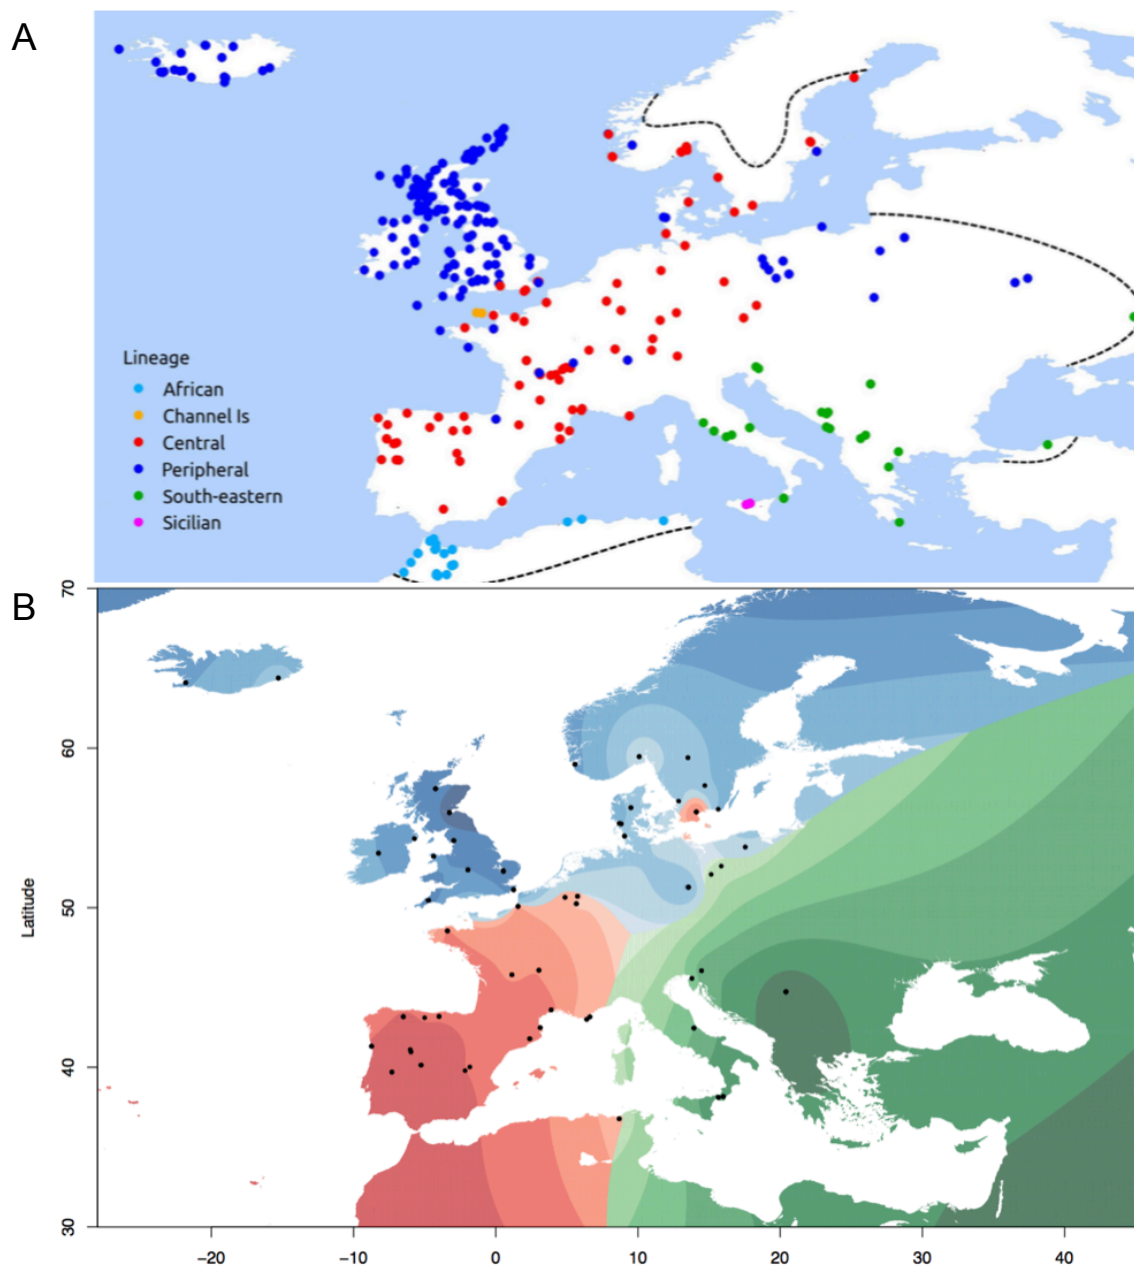 A
Lineage
African
Channel Is
Central
Peripheral
South-eastern
Sicilian
B
70
60
50
40
30
Latitude
−20
−10
0
10
20
30
40